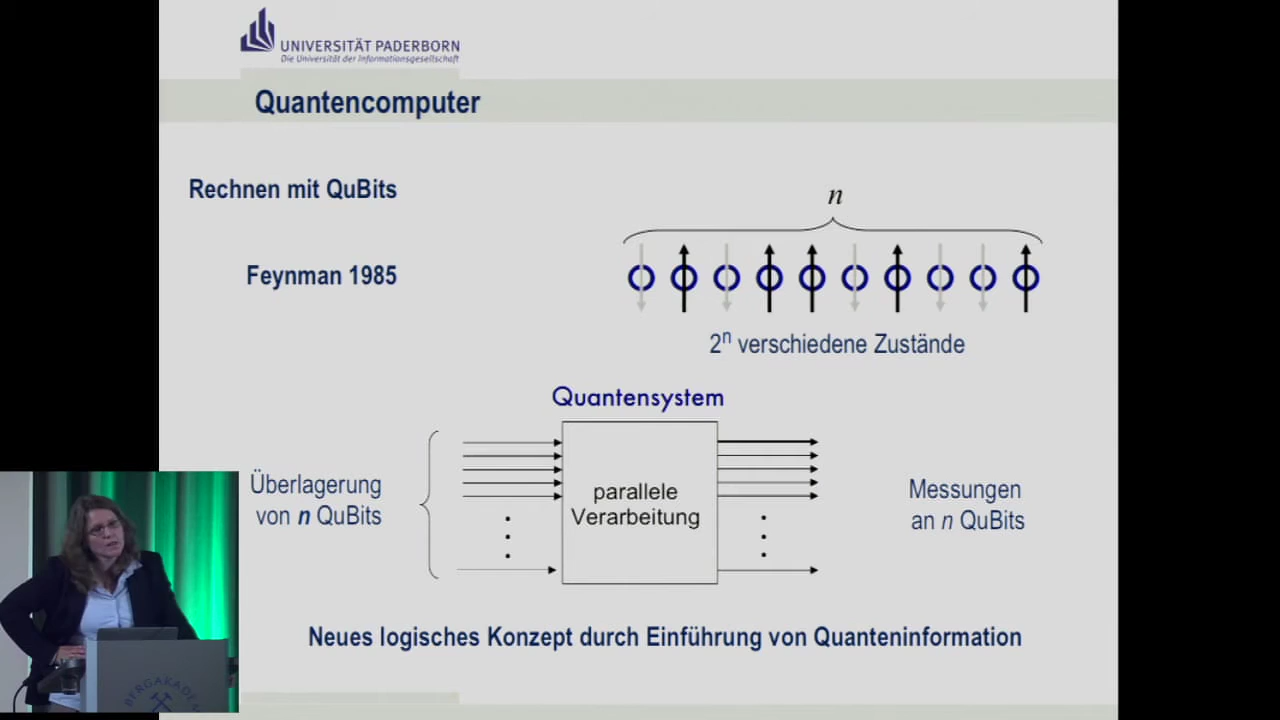 UNIVERSITÄT PADERBORN
Die Universität der Informationsgesellschaft
Quantencomputer
Rechnen mit QuBits
n
Feynman 1985
2ⁿ verschiedene Zustände
Quantensystem
Überlagerung
von n QuBits
parallele
Verarbeitung
Messungen
an n QuBits
Neues logisches Konzept durch Einführung von Quanteninformation